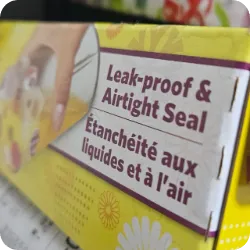 Leak-proof &
Airtight Seal
Étanchéité aux
liquides et à l'air